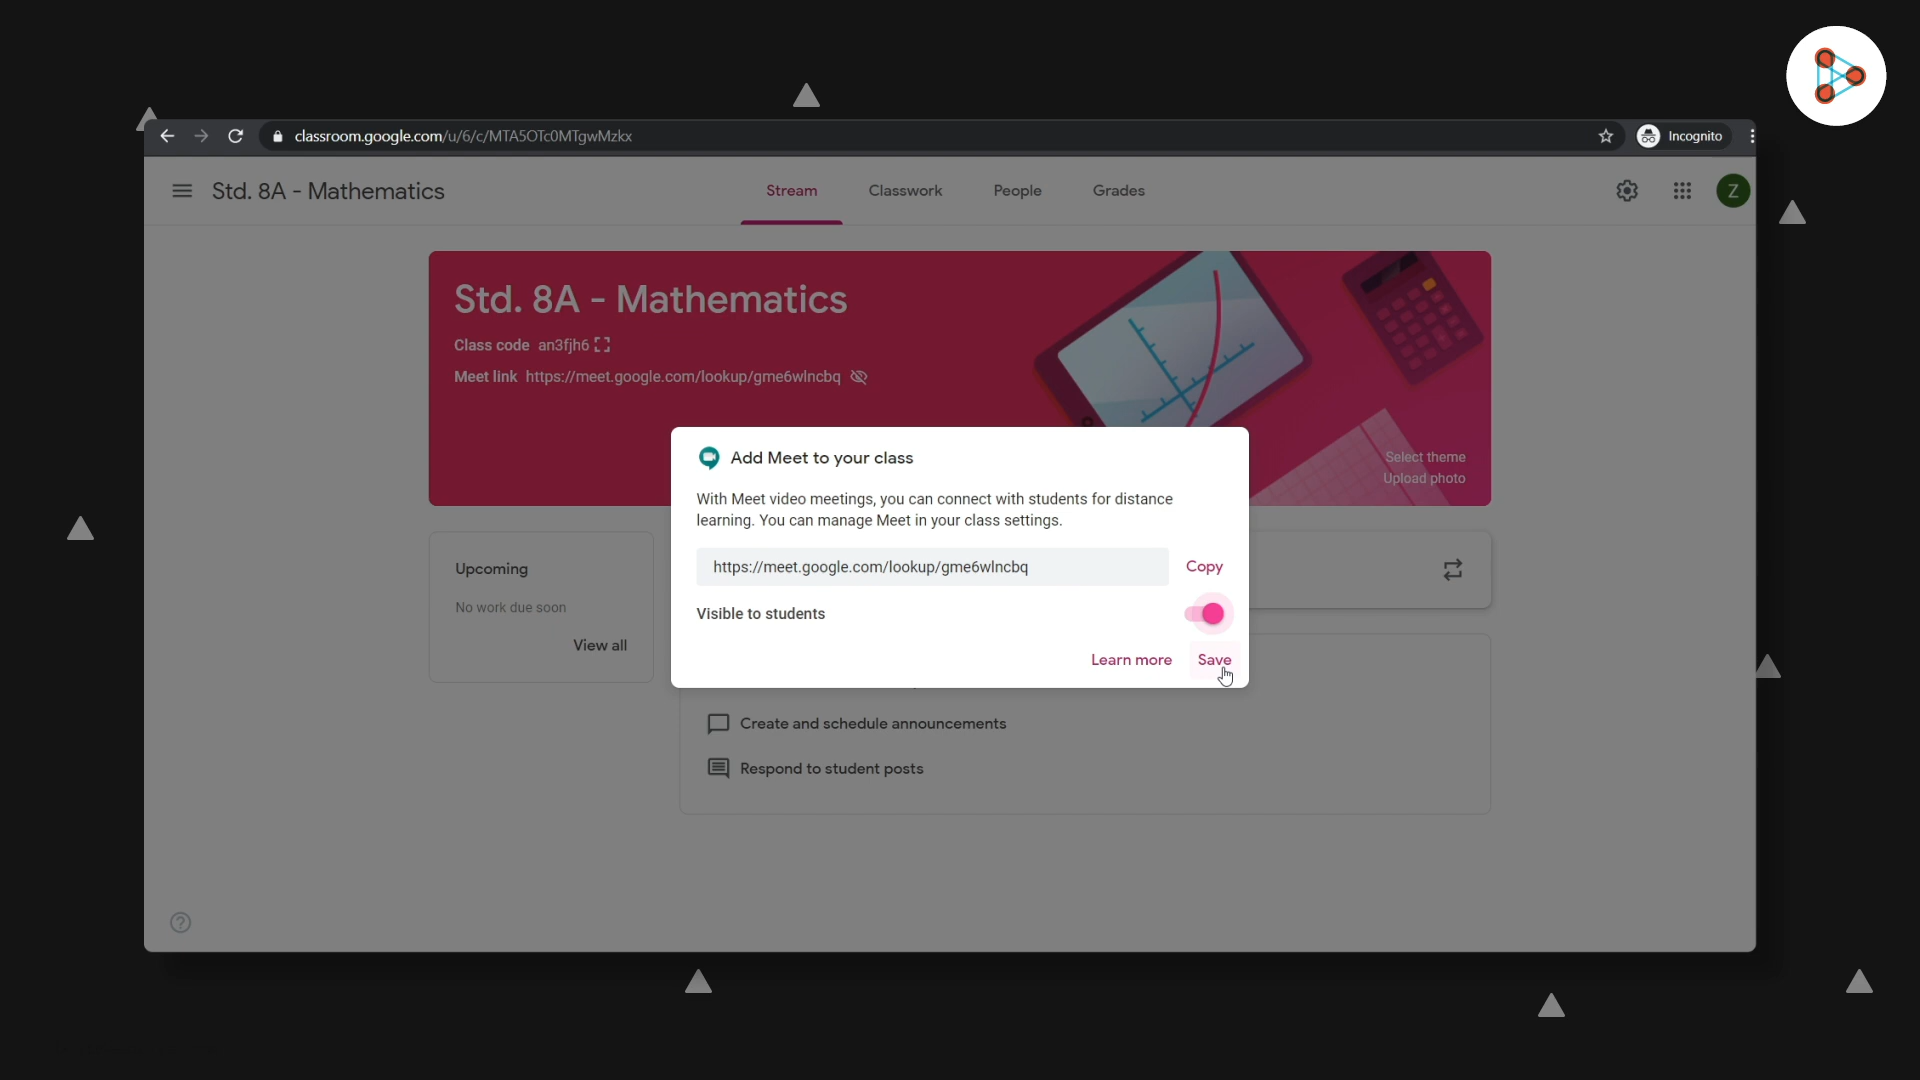 classroom.google.com/u/6/c/MTA5OTc0MTgwMzkx
Incognito
Std. 8A - Mathematics
Stream
Classwork
People
Grades
Z
Std. 8A - Mathematics
Class code an3fjh6
Meet link https://meet.google.com/lookup/gme6wlncbq
Select theme
Upload photo
Add Meet to your class
With Meet video meetings, you can connect with students for distance
learning. You can manage Meet in your class settings.
https://meet.google.com/lookup/gme6wlncbq
Copy
Visible to students
Learn more
Save
Upcoming
No work due soon
View all
Create and schedule announcements
Respond to student posts